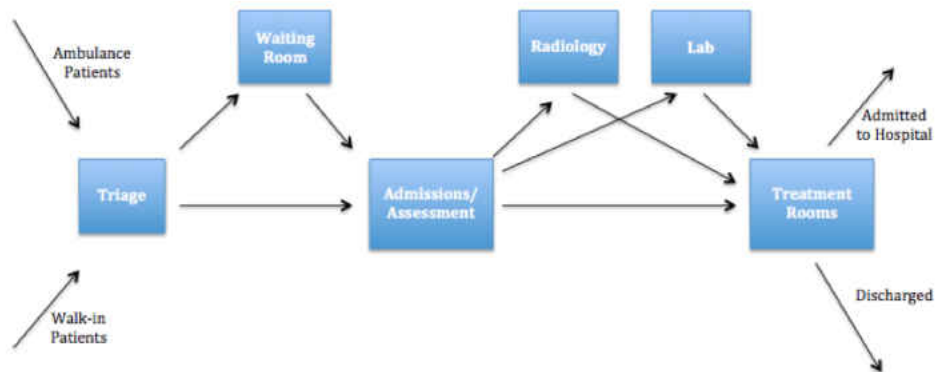 Ambulance
Patients
Waiting
Room
Radiology
Lab
Admitted
to Hospital
Triage
Admissions/
Assessment
Treatment
Rooms
Walk-in
Patients
Discharged